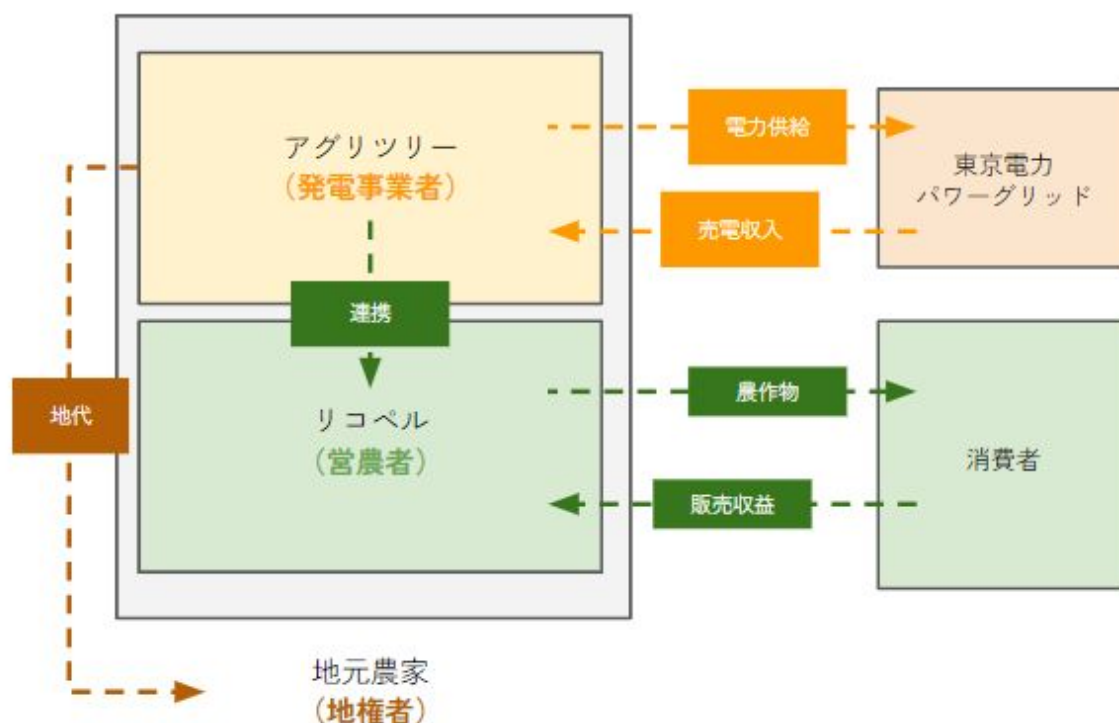 アグリツリー
（発電事業者）
電力供給
東京電力
パワーグリッド
売電収入
連携
地代
リコペル
（営農者）
農作物
消費者
販売収益
地元農家
（地権者）